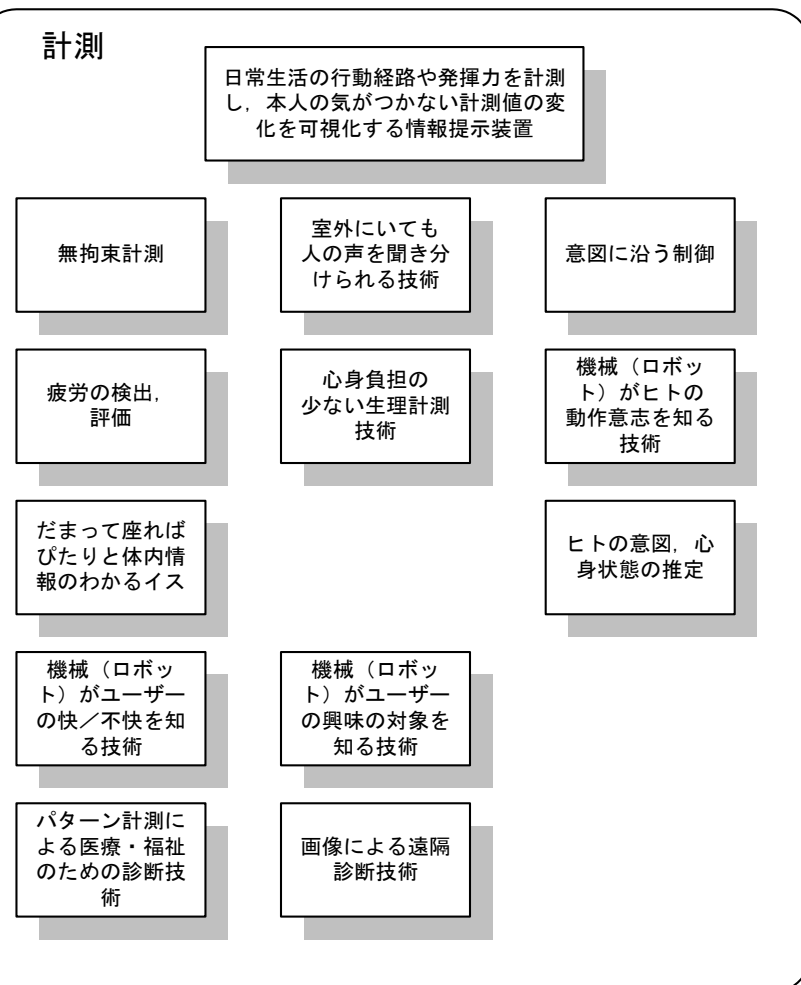 計測
日常生活の行動経路や発揮力を計測
し，本人の気がつかない計測値の変
化を可視化する情報提示装置
無拘束計測
室外にいても
人の声を聞き分
けられる技術
意図に沿う制御
疲労の検出，
評価
心身負担の
少ない生理計測
技術
機械（ロボッ
ト）がヒトの
動作意志を知る
技術
だまって座れば
ぴたりと体内情
報のわかるイス
ヒトの意図，心
身状態の推定
機械（ロボッ
ト）がユーザー
の快／不快を知
る技術
機械（ロボッ
ト）がユーザー
の興味の対象を
知る技術
パターン計測に
よる医療・福祉
のための診断技
術
画像による遠隔
診断技術